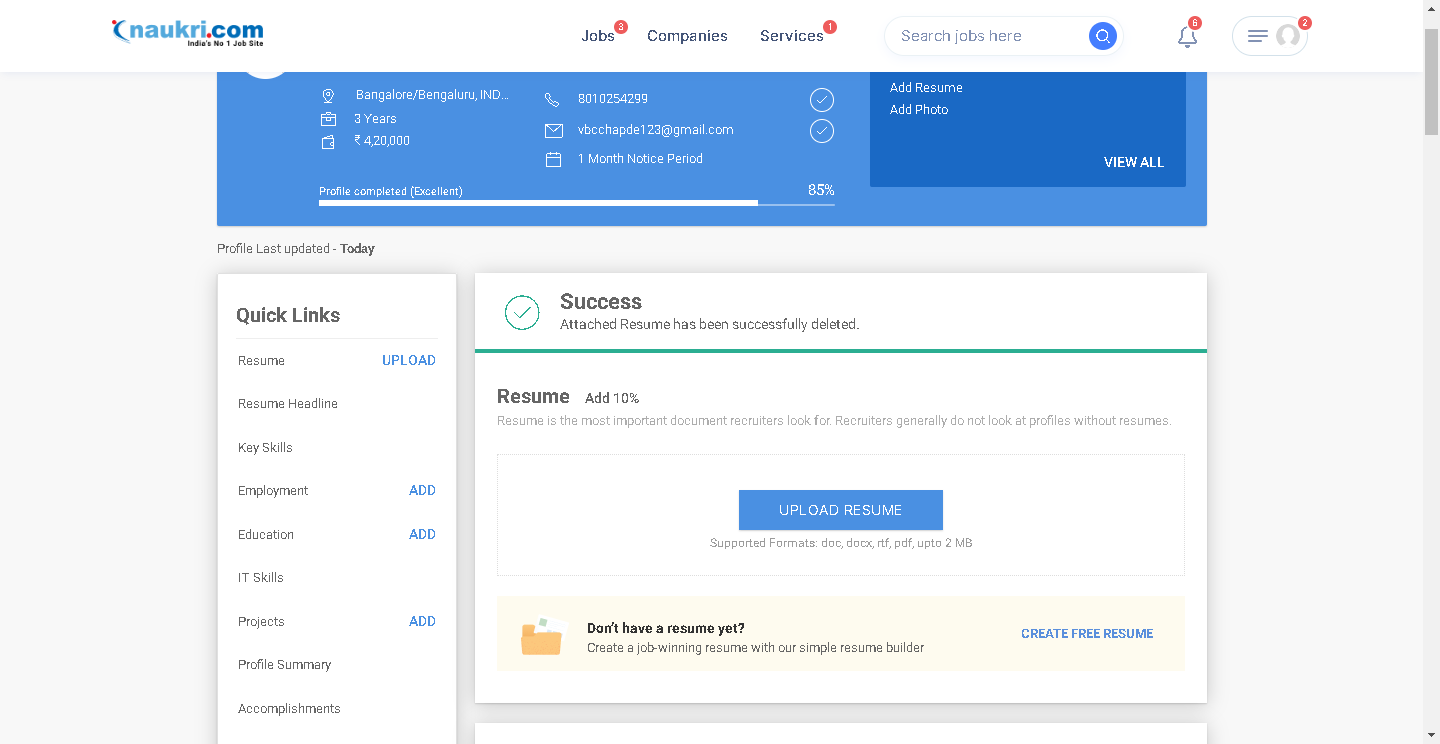 naukri.com
India's No 1 Job Site
Jobs 3
Companies
Services 1
Search jobs here
6
2
Bangalore/Bengaluru, IND...
3 Years
₹ 4,20,000
8010254299
vbcchapde123@gmail.com
1 Month Notice Period
Profile completed (Excellent) 85%
Add Resume
Add Photo
VIEW ALL
Profile Last updated - Today
Quick Links
Resume UPLOAD
Resume Headline
Key Skills
Employment ADD
Education ADD
IT Skills
Projects ADD
Profile Summary
Accomplishments
Success
Attached Resume has been successfully deleted.
Resume Add 10%
Resume is the most important document recruiters look for. Recruiters generally do not look at profiles without resumes.
UPLOAD RESUME
Supported Formats: doc, docx, rtf, pdf, upto 2 MB
Don't have a resume yet?
Create a job-winning resume with our simple resume builder
CREATE FREE RESUME